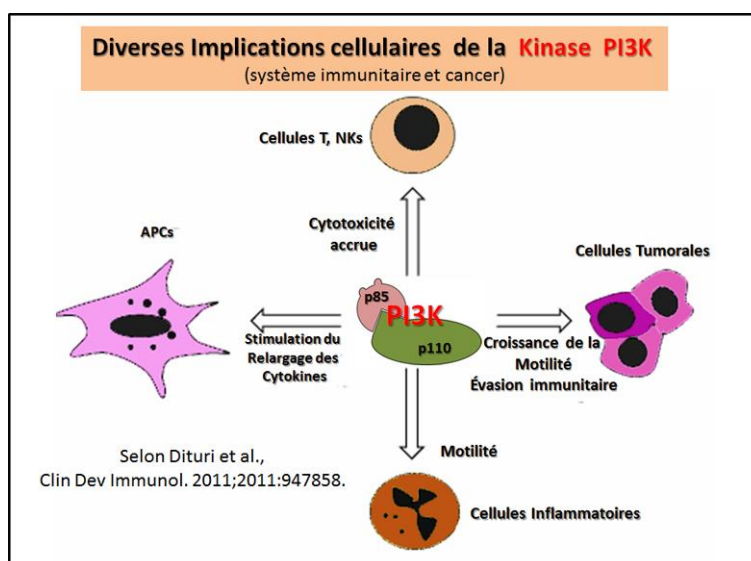 Diverses Implications cellulaires de la Kinase PI3K
(système immunitaire et cancer)
Cellules T, NKs
Cytotoxicité
accrue
APCs
Cellules Tumorales
p85
PI3K
p110
Stimulation du
Relargage des
Cytokines
Croissance de la
Motilité
Évasion immunitaire
Motilité
Selon Dituri et al.,
Clin Dev Immunol. 2011;2011:947858.
Cellules Inflammatoires